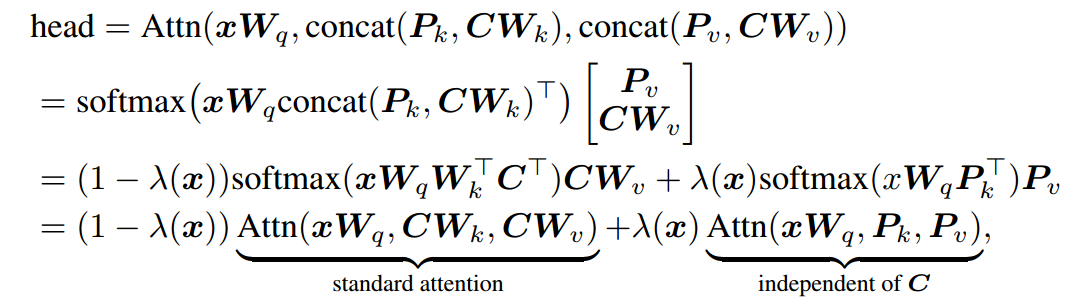 head = Attn(xW_q, concat(P_k, CW_k), concat(P_v, CW_v))
= softmax(xW_q concat(P_k, CW_k)^⊤) [P_v; CW_v]
= (1 − λ(x))softmax(xW_q W_k^⊤ C^⊤)CW_v + λ(x)softmax(xW_q P_k^⊤)P_v
= (1 − λ(x)) Attn(xW_q, CW_k, CW_v) +λ(x) Attn(xW_q, P_k, P_v),
standard attention independent of C